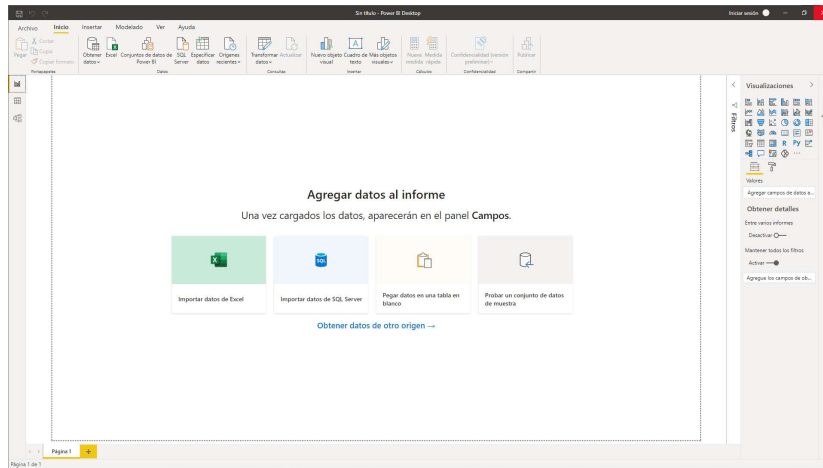 Sin título - Power BI Desktop
Iniciar sesión
Archivo Inicio Insertar Modelado Ver Ayuda
Pegar
Cortar
Copiar
Copiar formato
Portapapeles
Obtener datos
Excel
Conjuntos de datos de Power BI
SQL Server
Especificar datos
Orígenes recientes
Datos
Transformar datos
Actualizar
Consultas
Nuevo objeto visual
Cuadro de texto
Más objetos visuales
Insertar
Nueva medida
Medida rápida
Cálculos
Confidencialidad (versión preliminar)
Confidencialidad
Publicar
Compartir
Filtros
Visualizaciones
R Py
Valores
Agregar campos de datos a...
Obtener detalles
Entre varios informes
Desactivar
Mantener todos los filtros
Activar
Agregue los campos de ob...
Agregar datos al informe
Una vez cargados los datos, aparecerán en el panel Campos.
SQL
Importar datos de Excel
Importar datos de SQL Server
Pegar datos en una tabla en
blanco
Probar un conjunto de datos
de muestra
Obtener datos de otro origen →
Página 1
Página 1 de 1